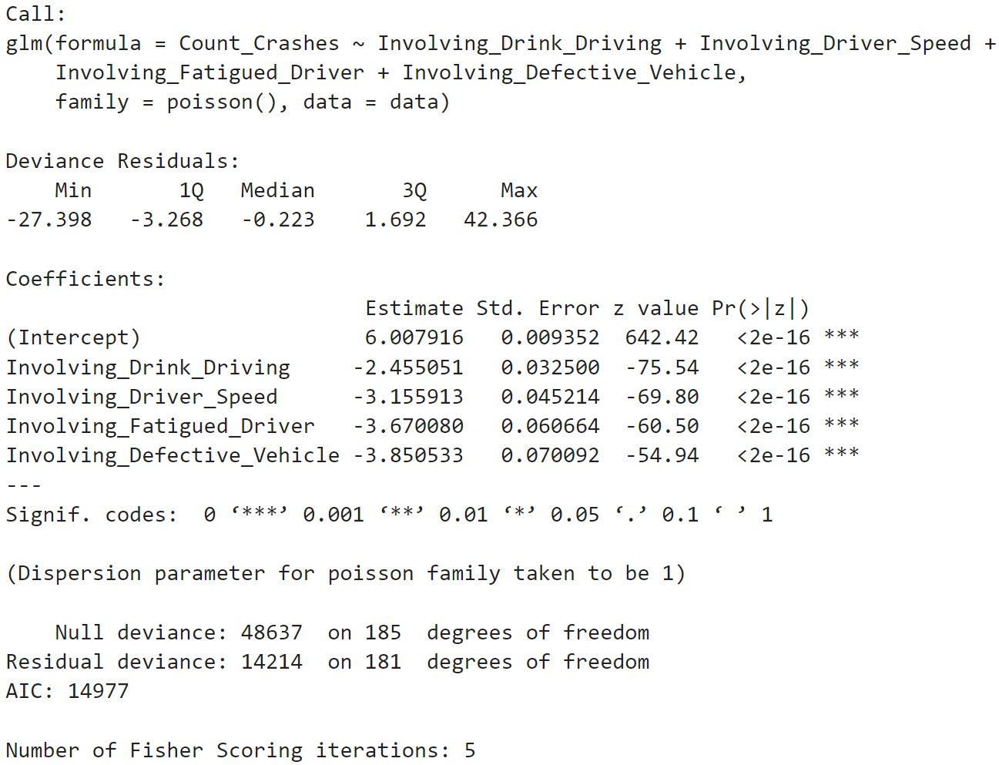 Call:
glm(formula = Count_Crashes ~ Involving_Drink_Driving + Involving_Driver_Speed +
    Involving_Fatigued_Driver + Involving_Defective_Vehicle,
    family = poisson(), data = data)
Deviance Residuals:
    Min       1Q   Median       3Q      Max
-27.398   -3.268   -0.223    1.692   42.366
Coefficients:
                             Estimate Std. Error z value Pr(>|z|)
(Intercept)                  6.007916   0.009352  642.42   <2e-16 ***
Involving_Drink_Driving     -2.455051   0.032500  -75.54   <2e-16 ***
Involving_Driver_Speed      -3.155913   0.045214  -69.80   <2e-16 ***
Involving_Fatigued_Driver   -3.670080   0.060664  -60.50   <2e-16 ***
Involving_Defective_Vehicle -3.850533   0.070092  -54.94   <2e-16 ***
---
Signif. codes:  0 ‘***’ 0.001 ‘**’ 0.01 ‘*’ 0.05 ‘.’ 0.1 ‘ ’ 1
(Dispersion parameter for poisson family taken to be 1)
    Null deviance: 48637  on 185  degrees of freedom
Residual deviance: 14214  on 181  degrees of freedom
AIC: 14977
Number of Fisher Scoring iterations: 5